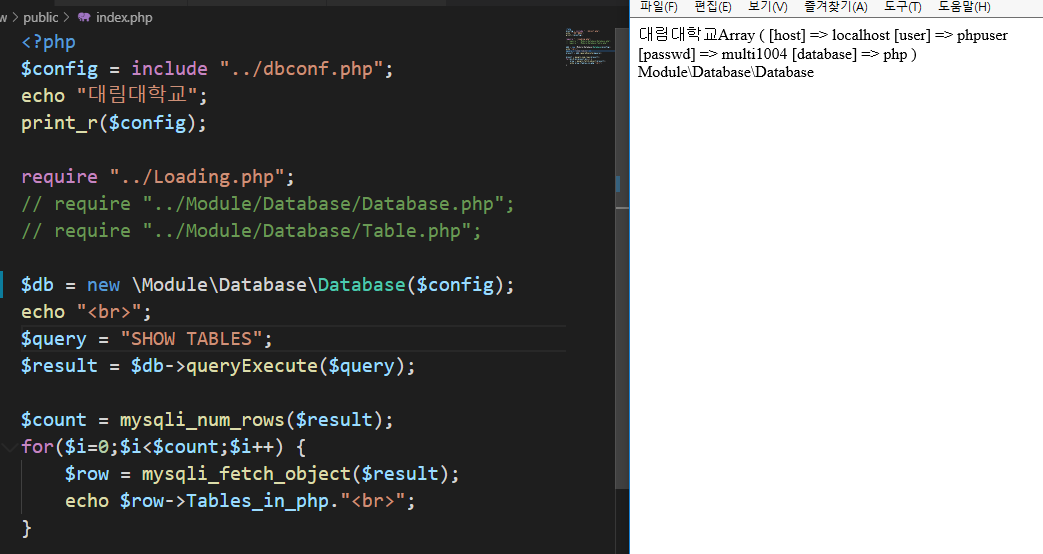 w > public > index.php
<?php
$config = include "../dbconf.php";
echo "대림대학교";
print_r($config);
require "../Loading.php";
// require "../Module/Database/Database.php";
// require "../Module/Database/Table.php";
$db = new \Module\Database\Database($config);
echo "<br>";
$query = "SHOW TABLES";
$result = $db->queryExecute($query);
$count = mysqli_num_rows($result);
for($i=0;$i<$count;$i++) {
$row = mysqli_fetch_object($result);
echo $row->Tables_in_php."<br>";
}
파일(F) 편집(E) 보기(V) 즐겨찾기(A) 도구(T) 도움말(H)
대림대학교Array ( [host] => localhost [user] => phpuser
[passwd] => multi1004 [database] => php )
Module\Database\Database